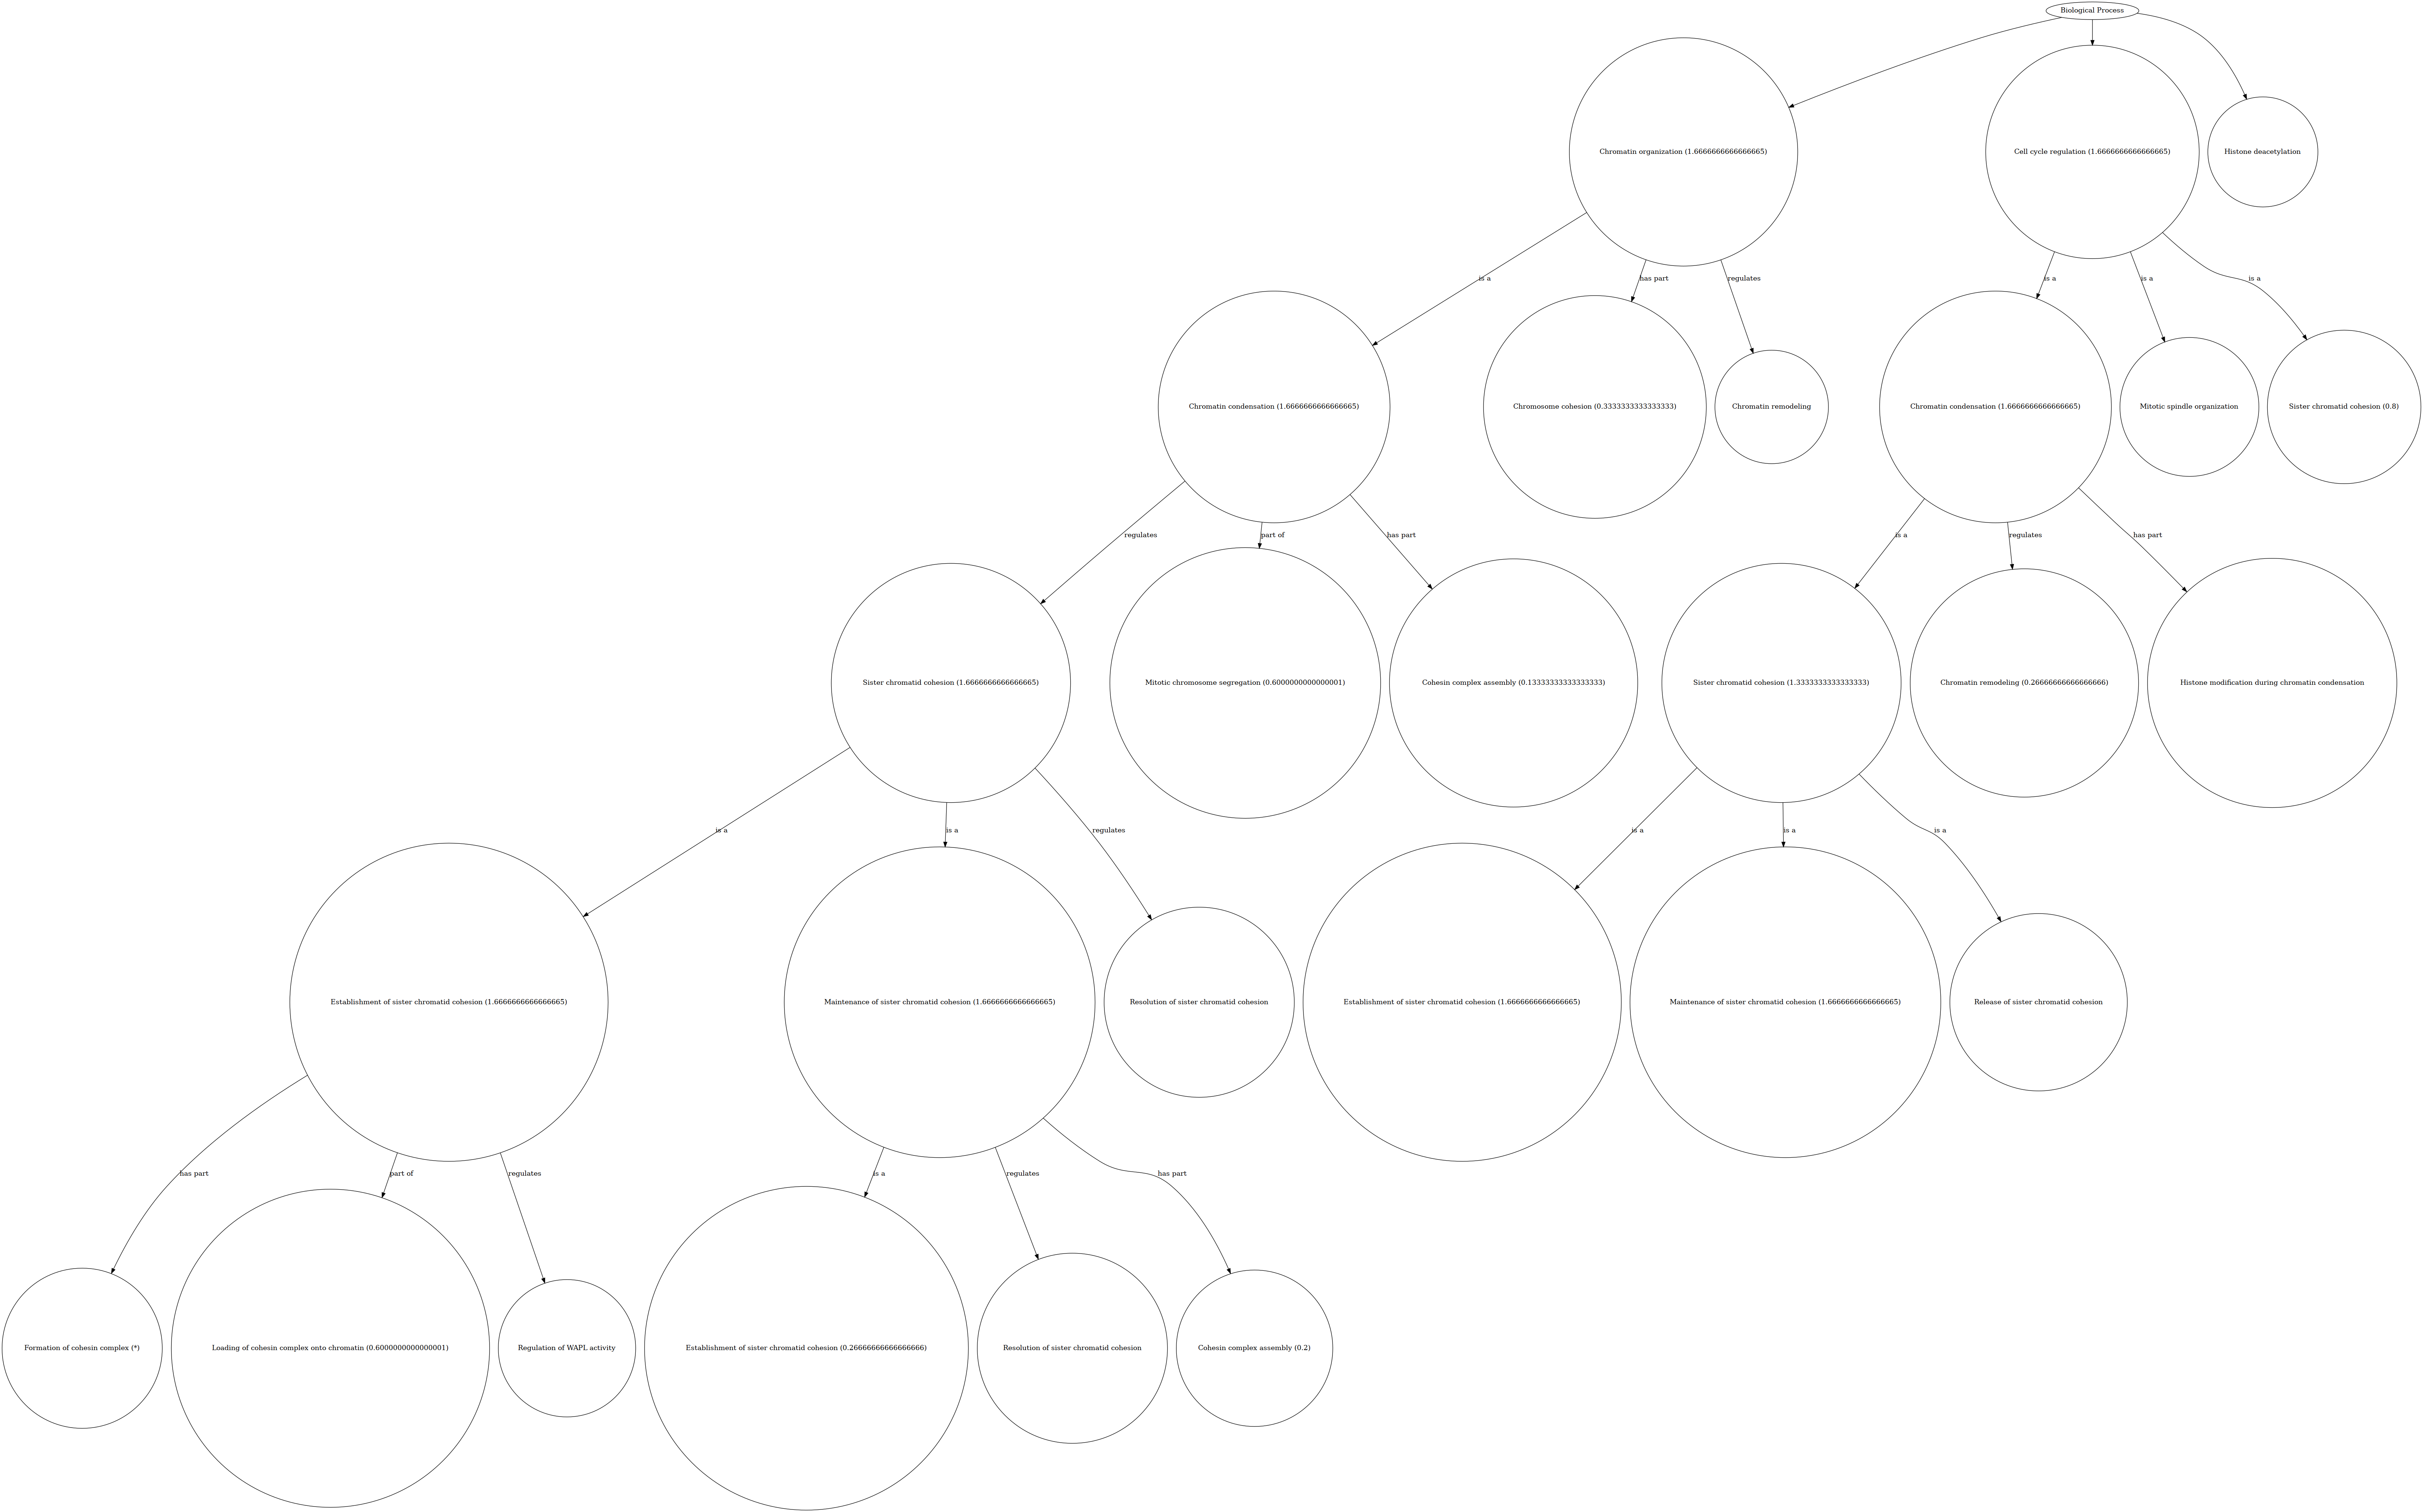 Biological Process
Chromatin organization (1.6666666666666665)
Cell cycle regulation (1.6666666666666665)
Histone deacetylation
is a
has part
regulates
is a
is a
is a
Chromatin condensation (1.6666666666666665)
Chromosome cohesion (0.3333333333333333)
Chromatin remodeling
Chromatin condensation (1.6666666666666665)
Mitotic spindle organization
Sister chromatid cohesion (0.8)
regulates
part of
has part
is a
regulates
has part
Sister chromatid cohesion (1.6666666666666665)
Mitotic chromosome segregation (0.6000000000000001)
Cohesin complex assembly (0.13333333333333333)
Sister chromatid cohesion (1.3333333333333333)
Chromatin remodeling (0.26666666666666666)
Histone modification during chromatin condensation
is a
is a
regulates
is a
is a
is a
Establishment of sister chromatid cohesion (1.6666666666666665)
Maintenance of sister chromatid cohesion (1.6666666666666665)
Resolution of sister chromatid cohesion
Establishment of sister chromatid cohesion (1.6666666666666665)
Maintenance of sister chromatid cohesion (1.6666666666666665)
Release of sister chromatid cohesion
has part
part of
regulates
is a
regulates
has part
Formation of cohesin complex (*)
Loading of cohesin complex onto chromatin (0.6000000000000001)
Regulation of WAPL activity
Establishment of sister chromatid cohesion (0.26666666666666666)
Resolution of sister chromatid cohesion
Cohesin complex assembly (0.2)